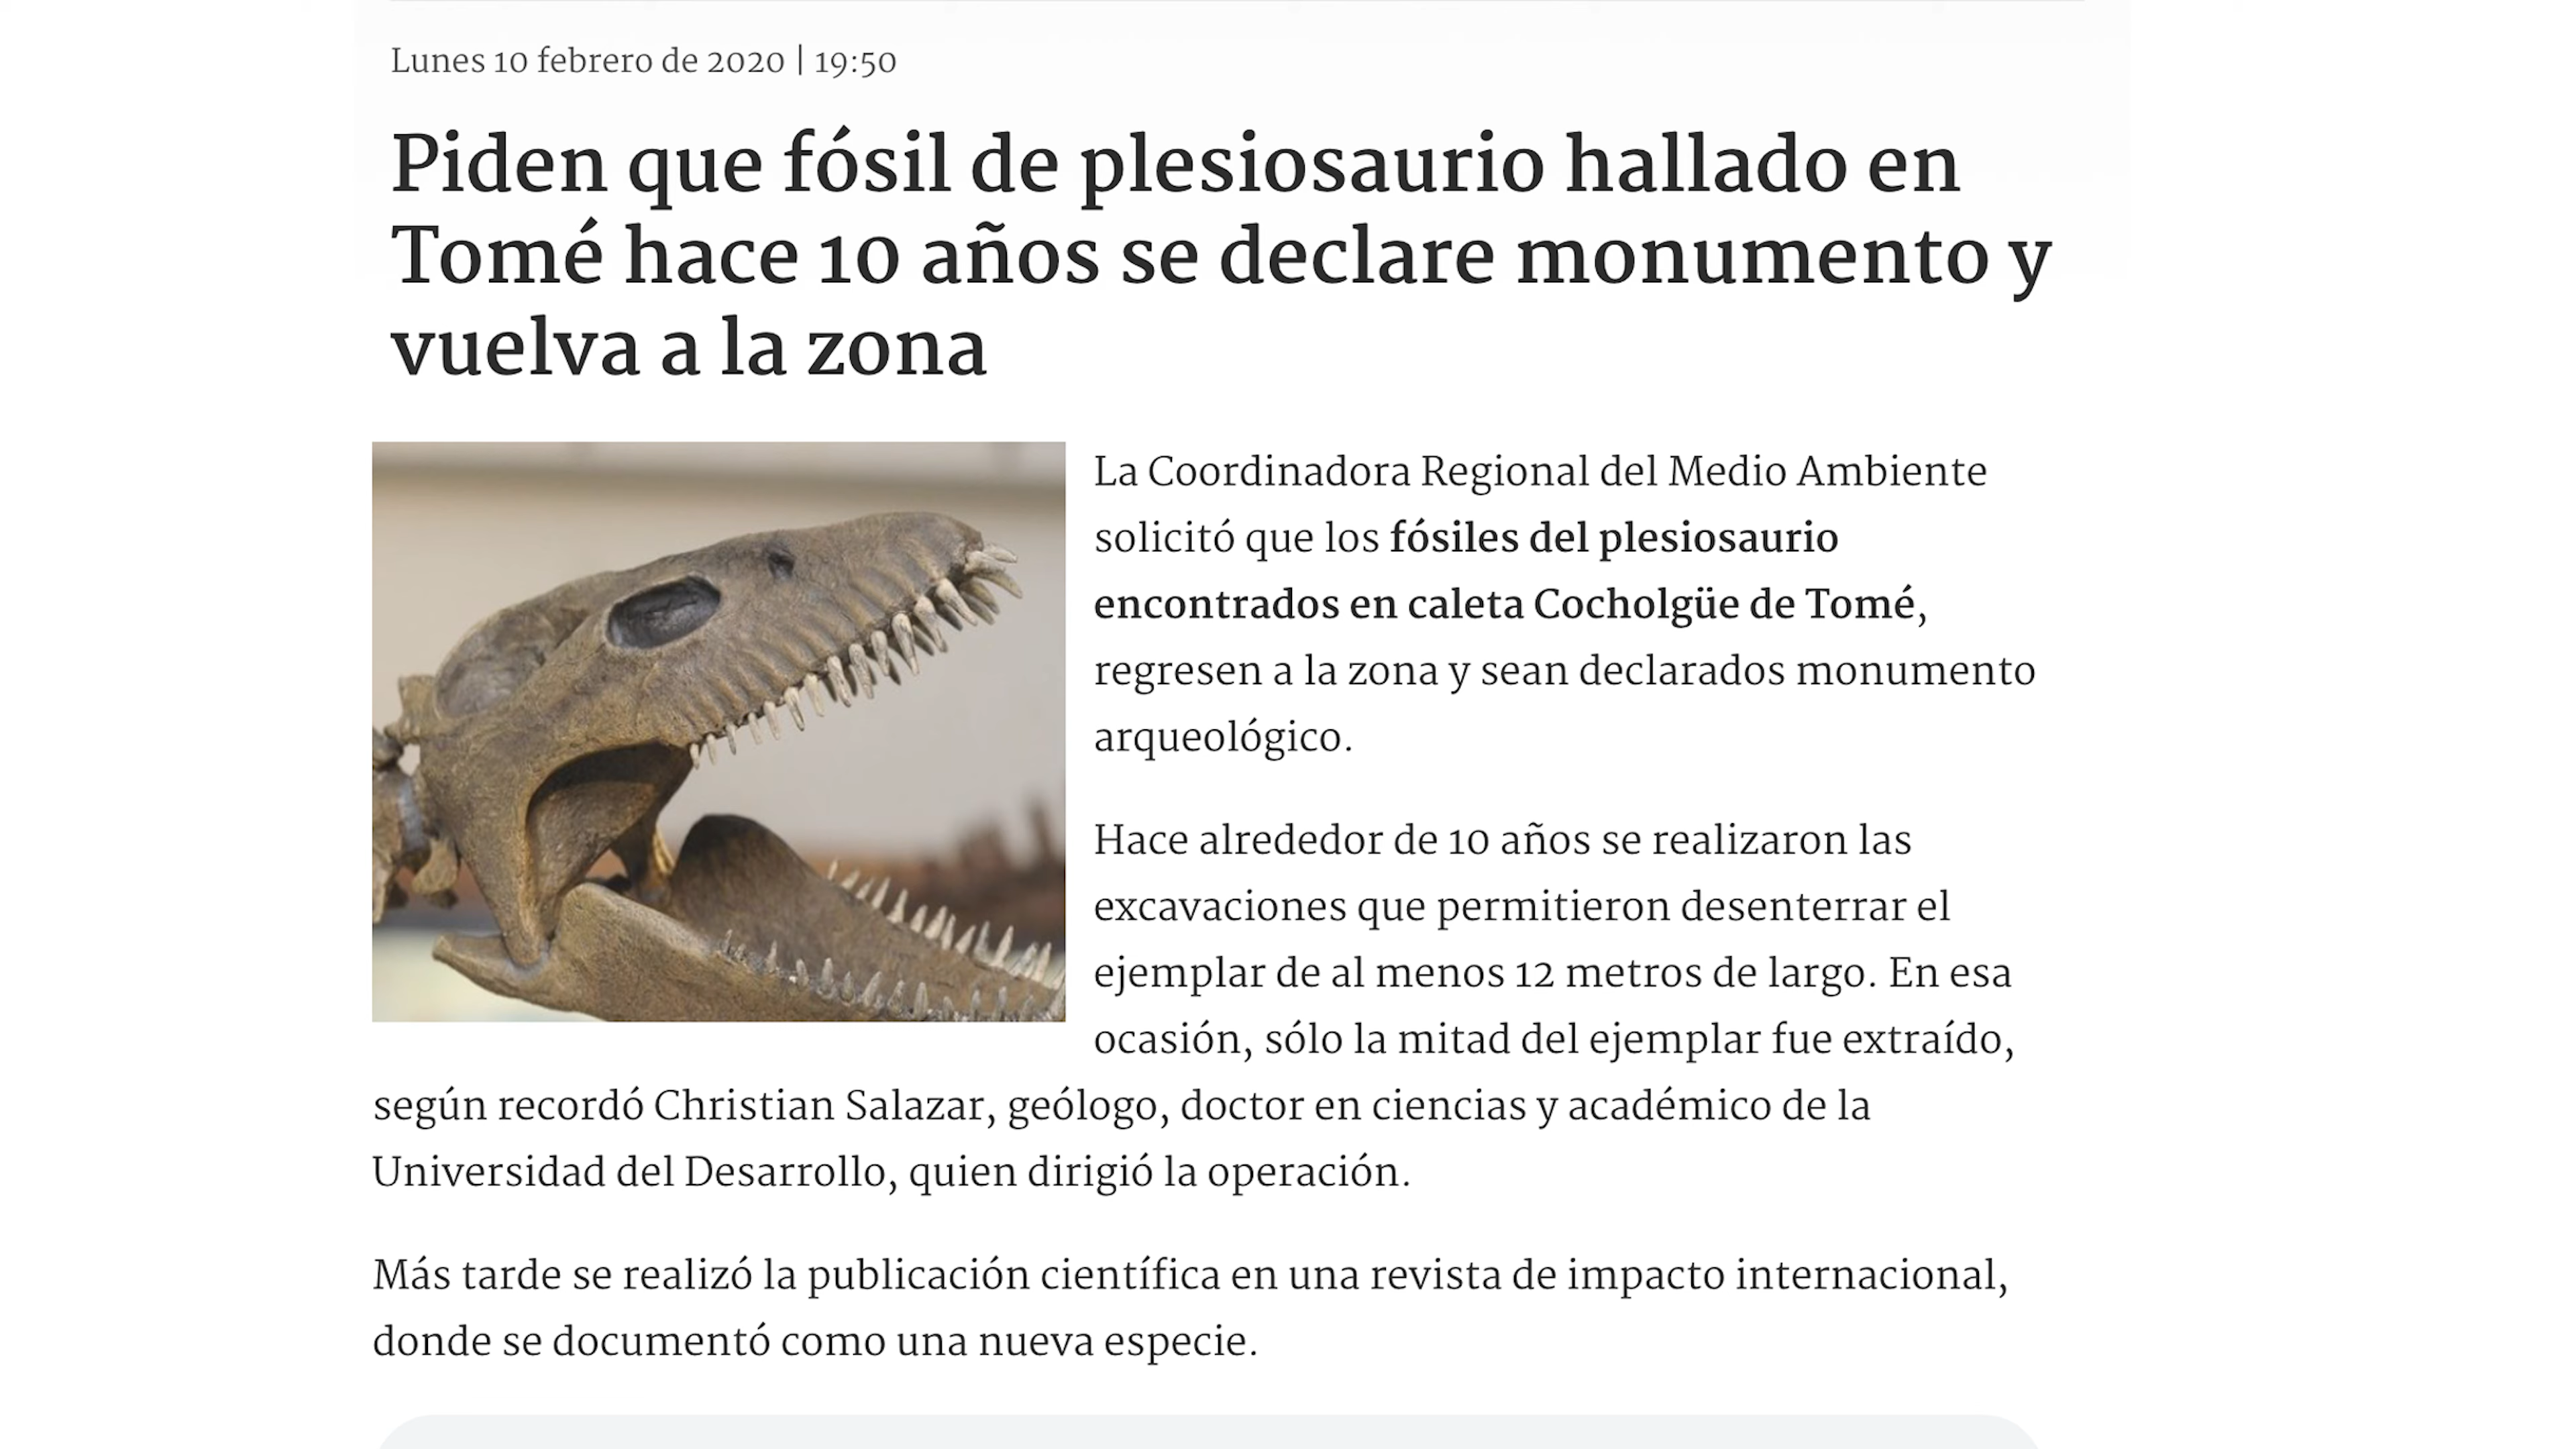 Lunes 10 febrero de 2020 | 19:50
Piden que fósil de plesiosaurio hallado en
Tomé hace 10 años se declare monumento y
vuelva a la zona
La Coordinadora Regional del Medio Ambiente
solicitó que los fósiles del plesiosaurio
encontrados en caleta Cocholgüe de Tomé,
regresen a la zona y sean declarados monumento
arqueológico.
Hace alrededor de 10 años se realizaron las
excavaciones que permitieron desenterrar el
ejemplar de al menos 12 metros de largo. En esa
ocasión, sólo la mitad del ejemplar fue extraído,
según recordó Christian Salazar, geólogo, doctor en ciencias y académico de la
Universidad del Desarrollo, quien dirigió la operación.
Más tarde se realizó la publicación científica en una revista de impacto internacional,
donde se documentó como una nueva especie.